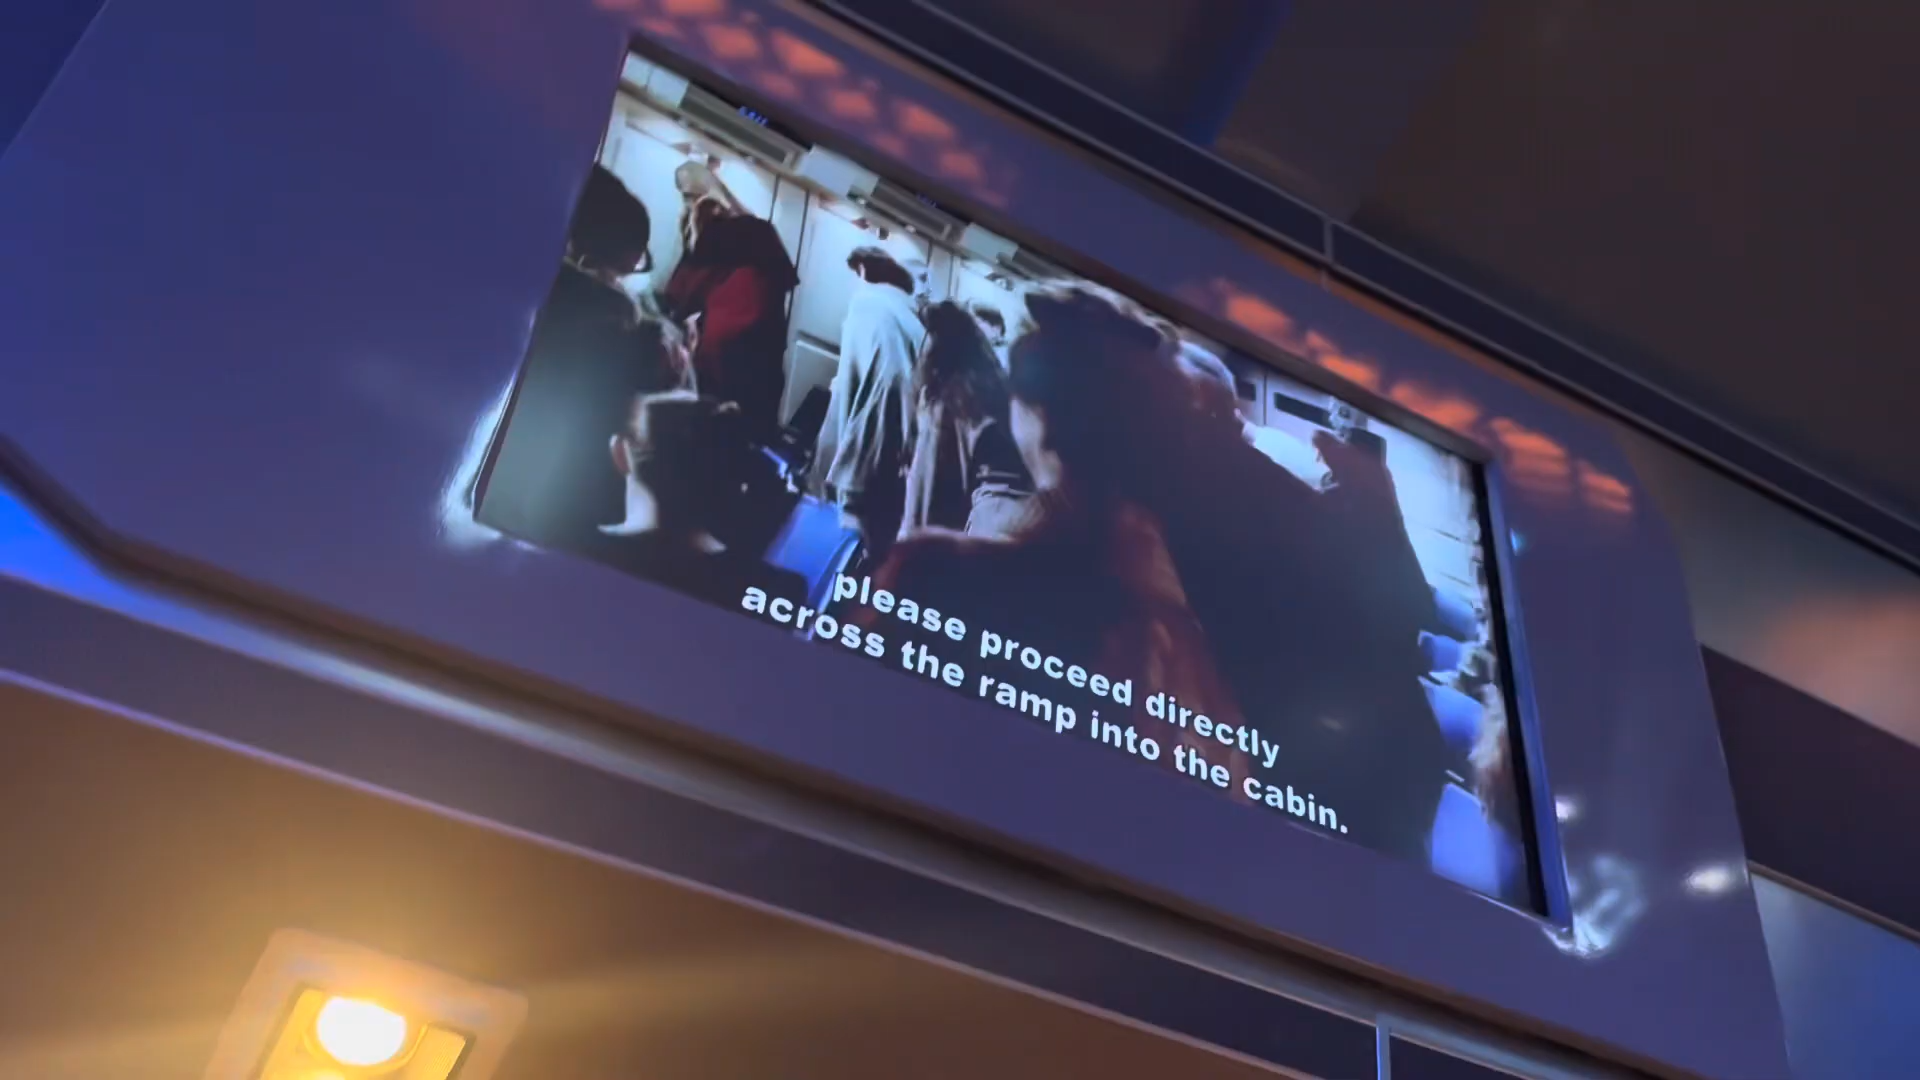 please proceed directly
across the ramp into the cabin.